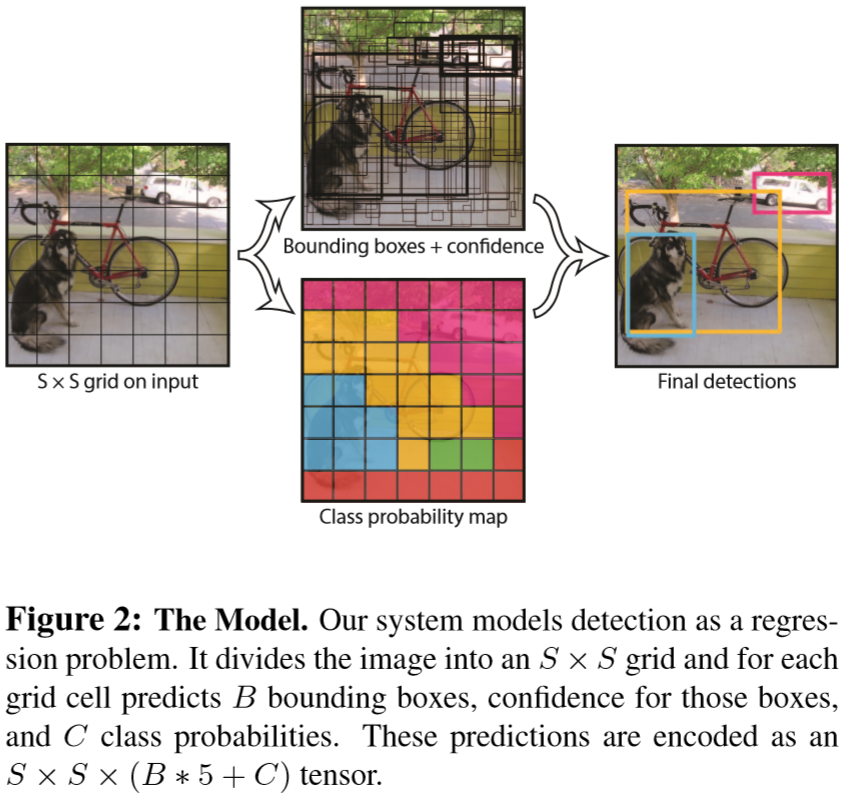 Bounding boxes + confidence
S × S grid on input
Final detections
Class probability map
Figure 2: The Model. Our system models detection as a regres-
sion problem. It divides the image into an S × S grid and for each
grid cell predicts B bounding boxes, confidence for those boxes,
and C class probabilities. These predictions are encoded as an
S × S × (B ∗ 5 + C) tensor.